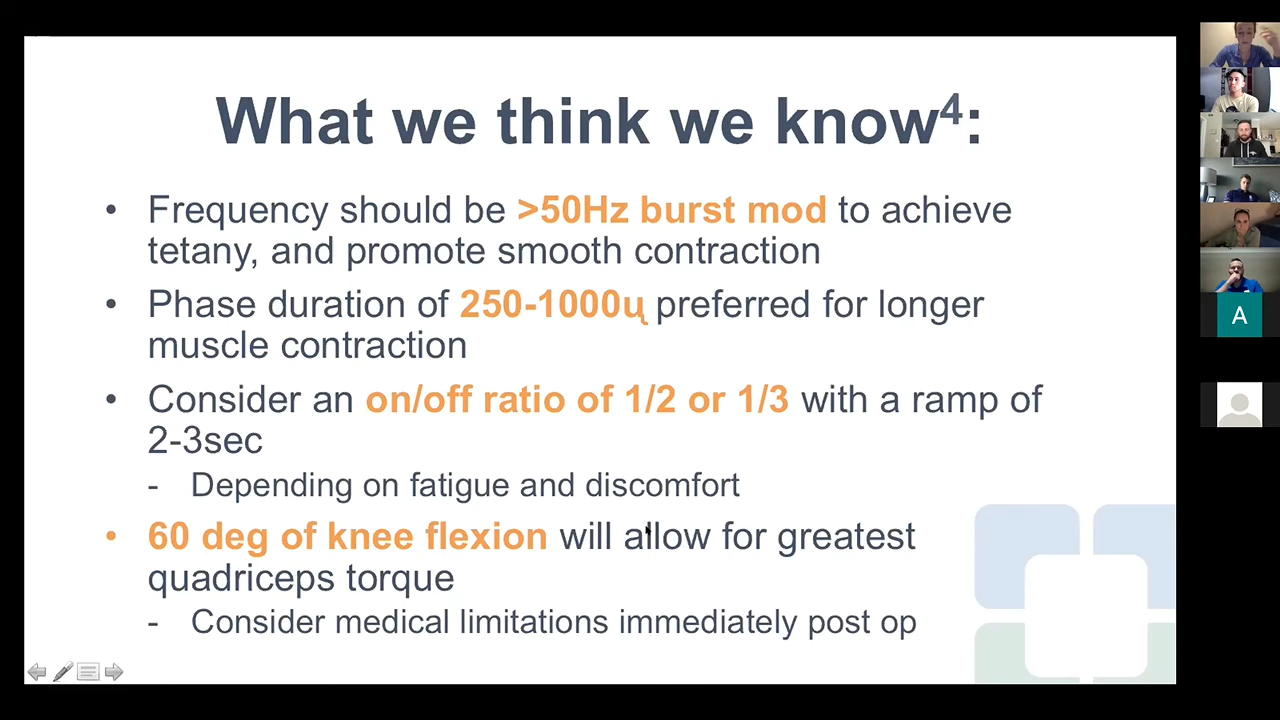 What we think we know⁴:
• Frequency should be >50Hz burst mod to achieve
tetany, and promote smooth contraction
• Phase duration of 250-1000ų preferred for longer
muscle contraction
• Consider an on/off ratio of 1/2 or 1/3 with a ramp of
2-3sec
- Depending on fatigue and discomfort
• 60 deg of knee flexion will allow for greatest
quadriceps torque
- Consider medical limitations immediately post op
A